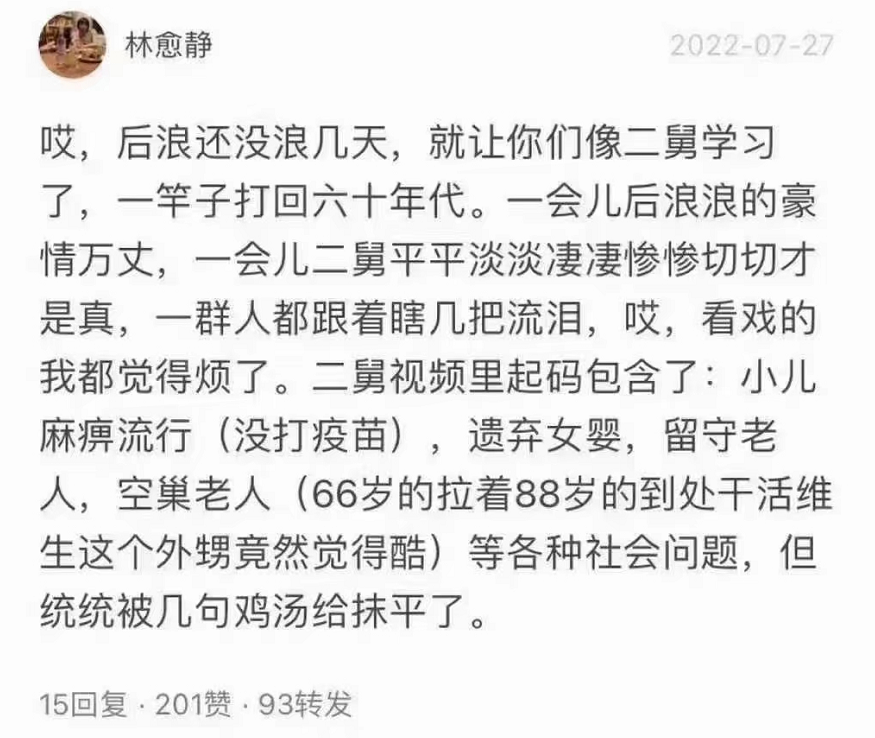 林愈静
2022-07-27
哎，后浪还没浪几天，就让你们像二舅学习
了，一竿子打回六十年代。一会儿后浪浪的豪
情万丈，一会儿二舅平平淡淡凄凄惨惨切切才
是真，一群人都跟着瞎几把流泪，哎，看戏的
我都觉得烦了。二舅视频里起码包含了：小儿
麻痹流行（没打疫苗），遗弃女婴，留守老
人，空巢老人（66岁的拉着88岁的到处干活维
生这个外甥竟然觉得酷）等各种社会问题，但
统统被几句鸡汤给抹平了。
15回复 · 201赞 · 93转发